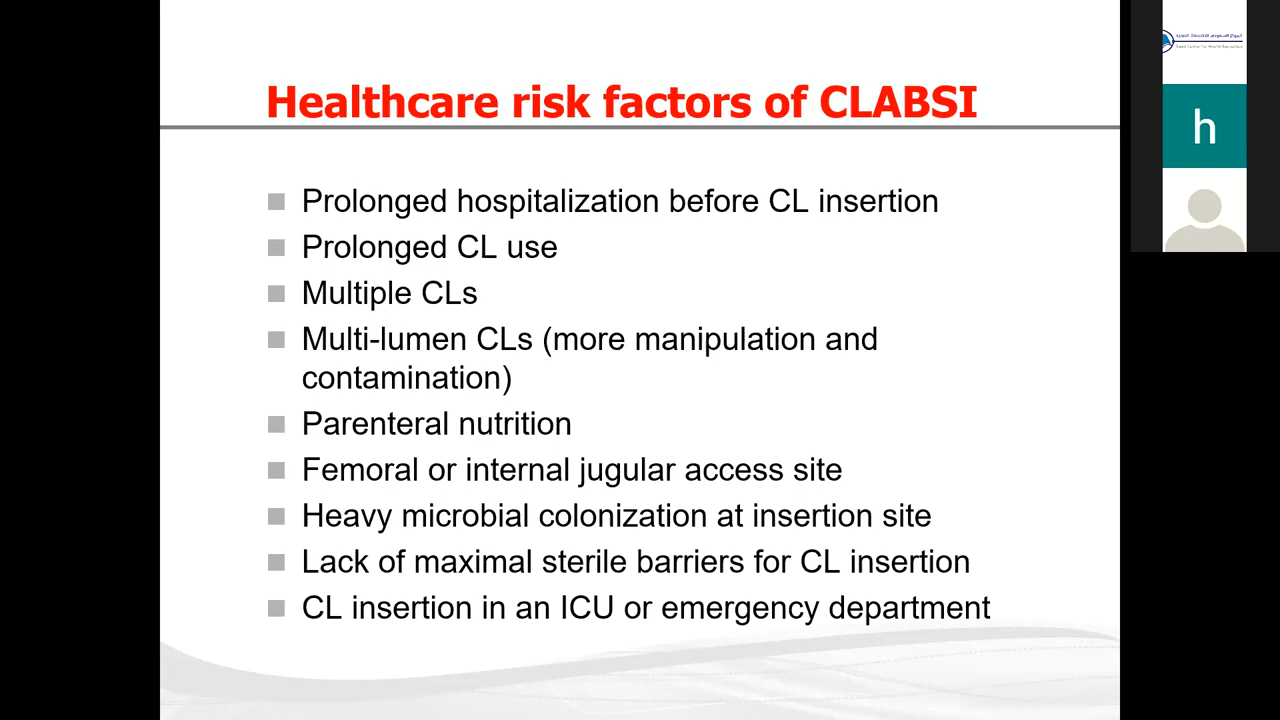 Healthcare risk factors of CLABSI
Prolonged hospitalization before CL insertion
Prolonged CL use
Multiple CLs
Multi-lumen CLs (more manipulation and
contamination)
Parenteral nutrition
Femoral or internal jugular access site
Heavy microbial colonization at insertion site
Lack of maximal sterile barriers for CL insertion
CL insertion in an ICU or emergency department
h